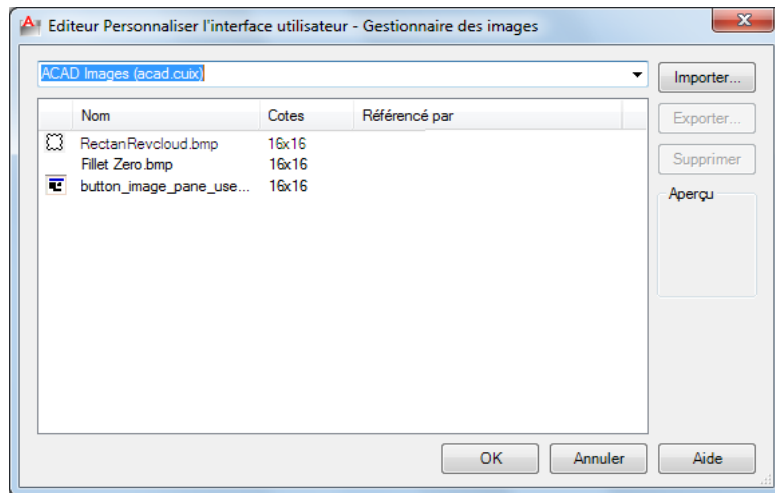 Editeur Personnaliser l'interface utilisateur - Gestionnaire des images
ACAD Images (acad.cuix)
Importer...
Nom Cotes Référencé par
Exporter...
RectanRevcloud.bmp 16x16
Fillet Zero.bmp 16x16
Supprimer
button_image_pane_use... 16x16
Aperçu
OK Annuler Aide